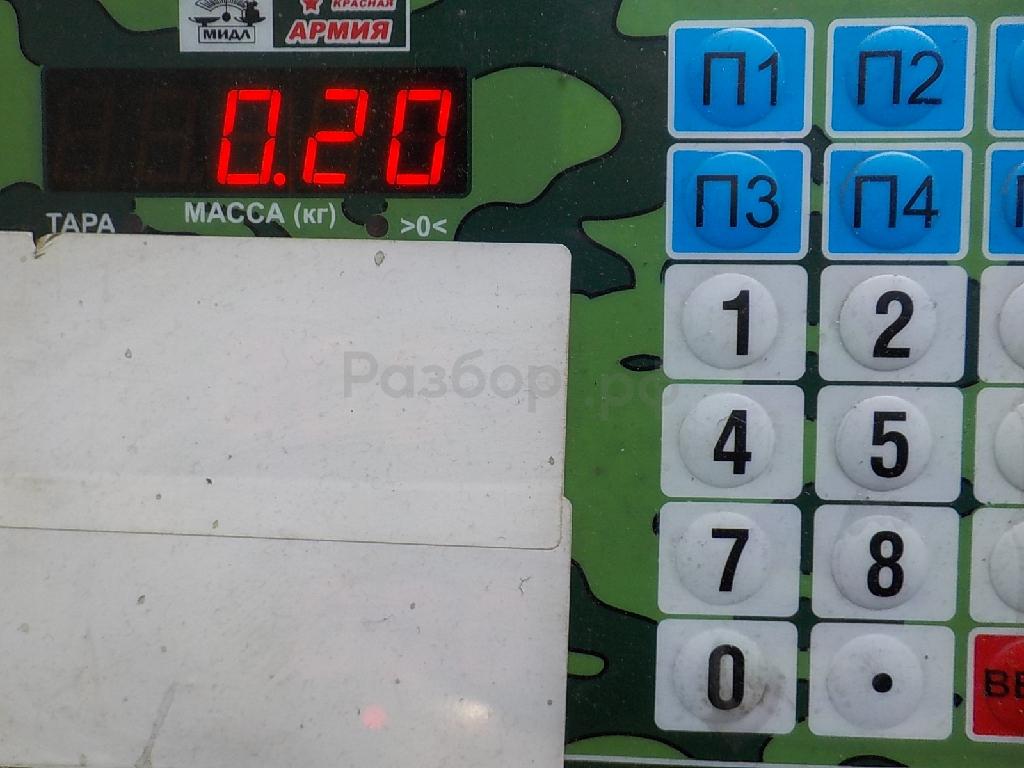 МИДЛ
КРАСНАЯ
АРМИЯ
0.20
ТАРА МАССА (кг) >0<
П1 П2
П3 П4
1 2
4 5
7 8
0 .
Разбор.рф